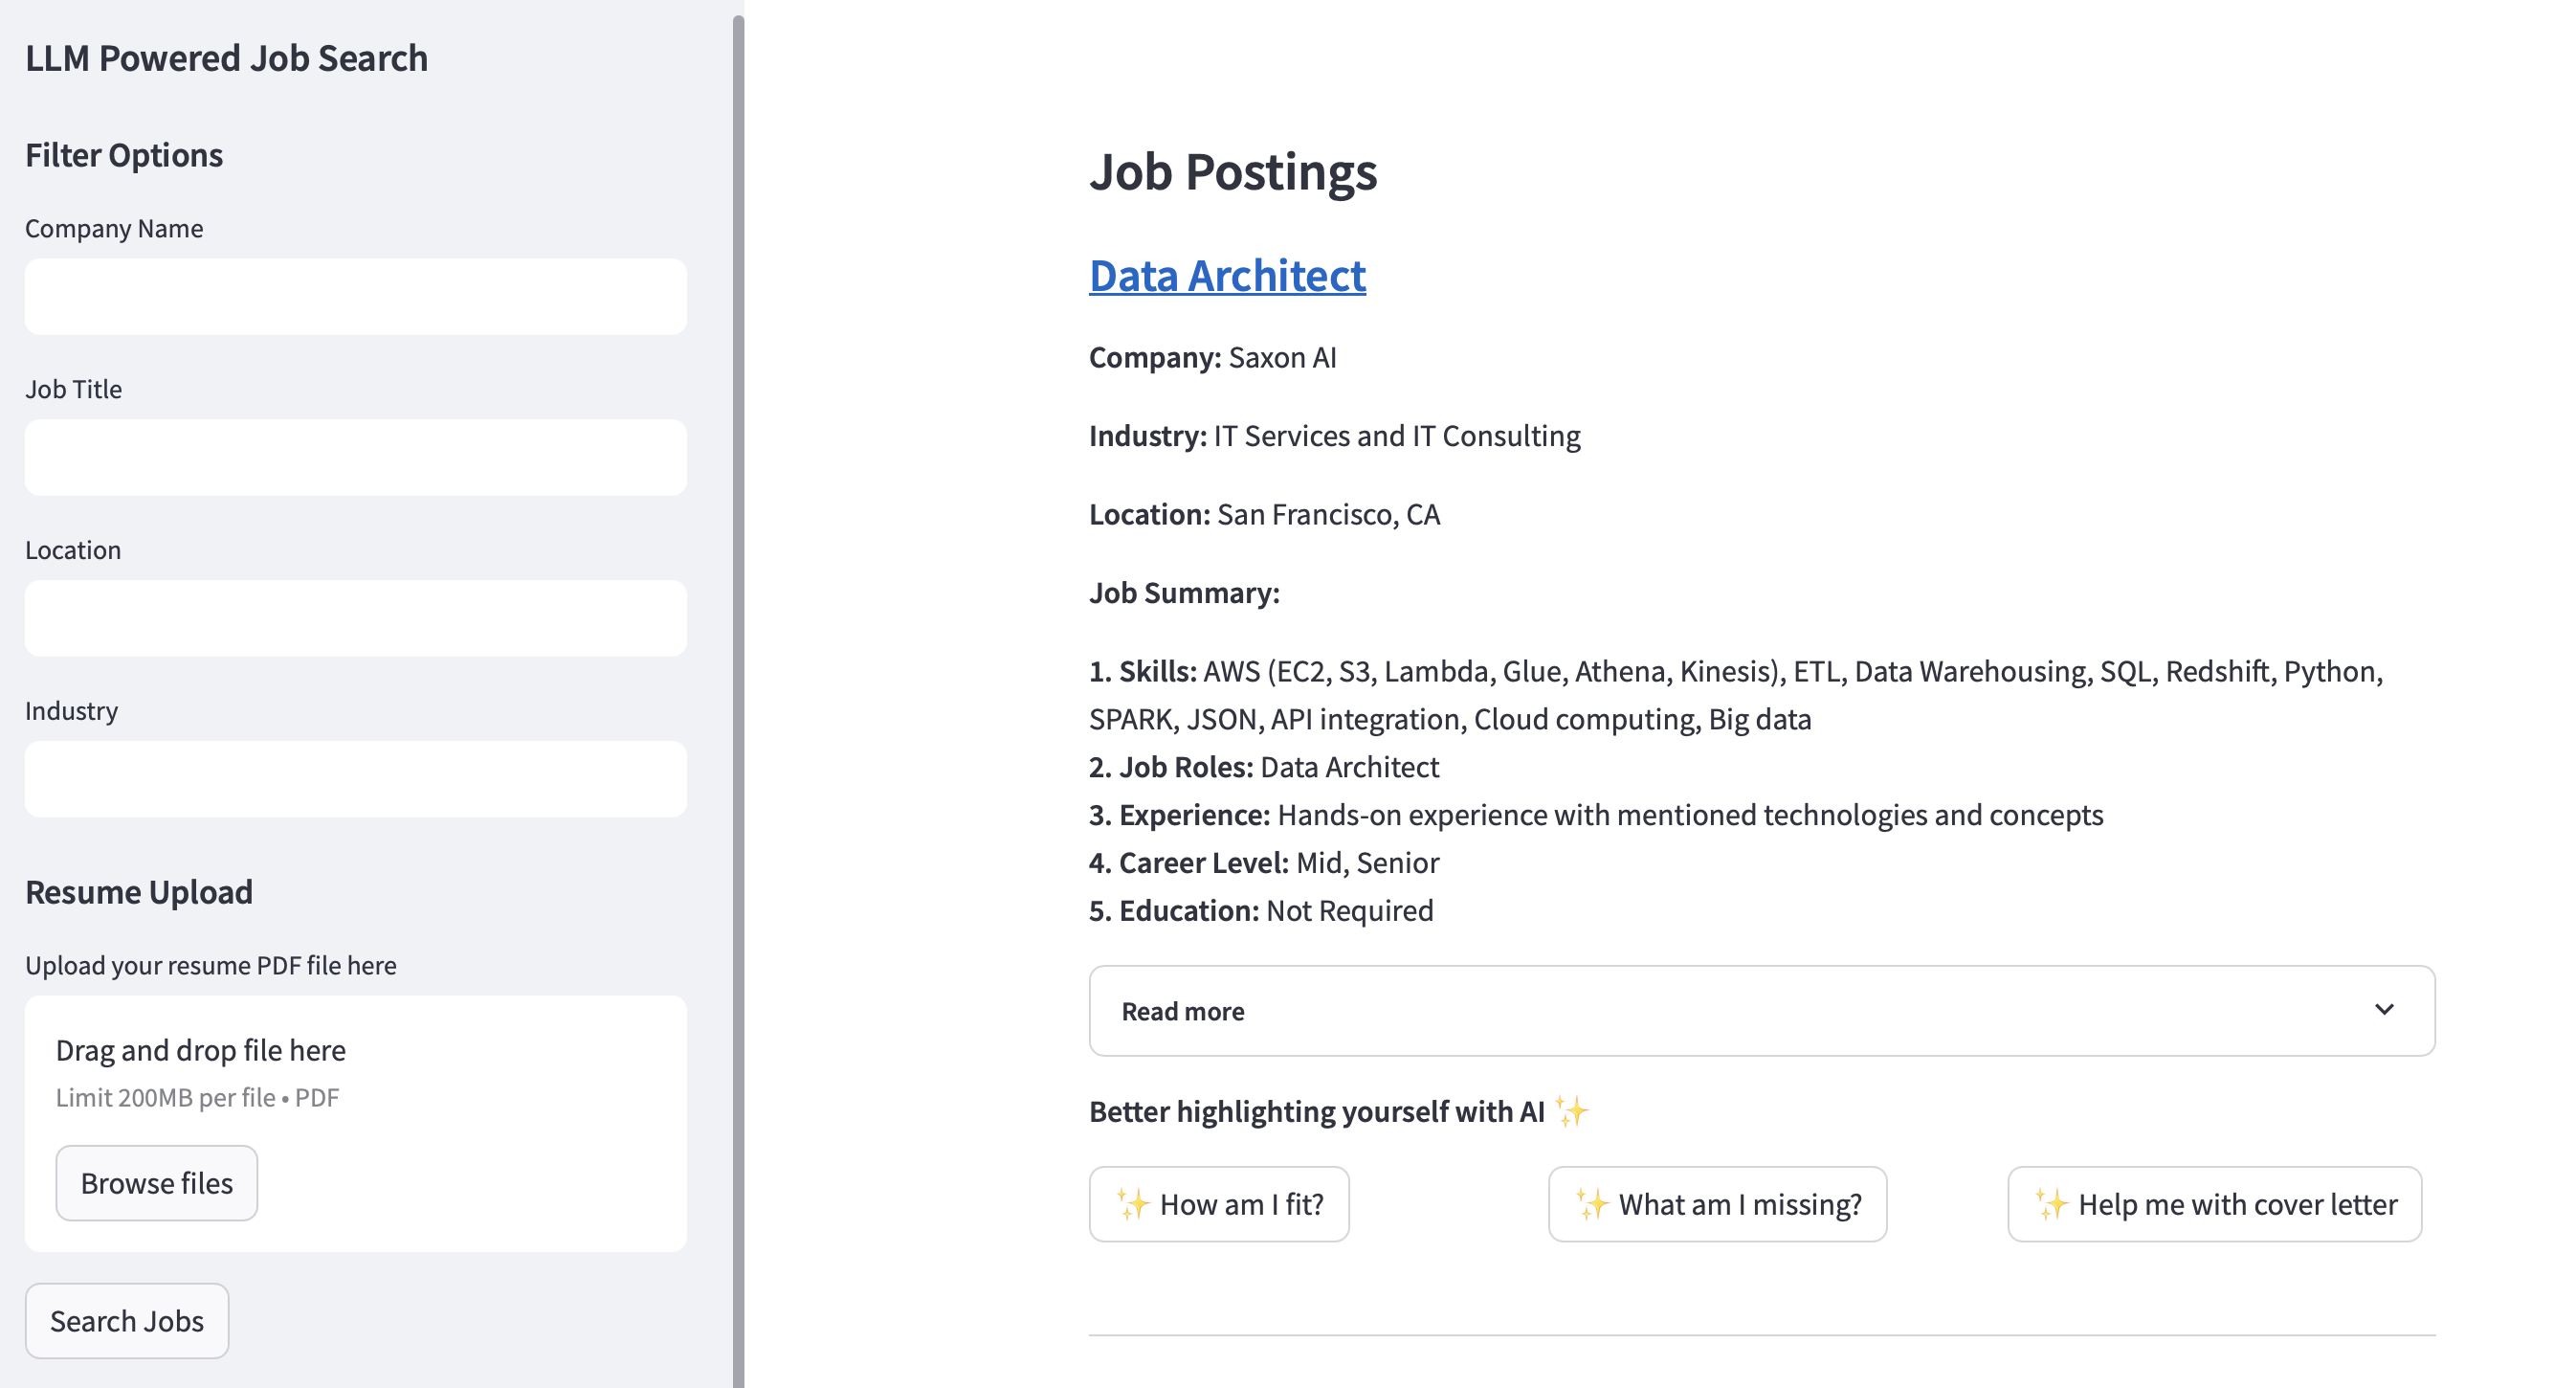 LLM Powered Job Search
Filter Options
Company Name
Job Title
Location
Industry
Resume Upload
Upload your resume PDF file here
Drag and drop file here
Limit 200MB per file • PDF
Browse files
Search Jobs
Job Postings
Data Architect
Company: Saxon AI
Industry: IT Services and IT Consulting
Location: San Francisco, CA
Job Summary:
1. Skills: AWS (EC2, S3, Lambda, Glue, Athena, Kinesis), ETL, Data Warehousing, SQL, Redshift, Python,
SPARK, JSON, API integration, Cloud computing, Big data
2. Job Roles: Data Architect
3. Experience: Hands-on experience with mentioned technologies and concepts
4. Career Level: Mid, Senior
5. Education: Not Required
Read more
Better highlighting yourself with AI ✨
✨ How am I fit?
✨ What am I missing?
✨ Help me with cover letter